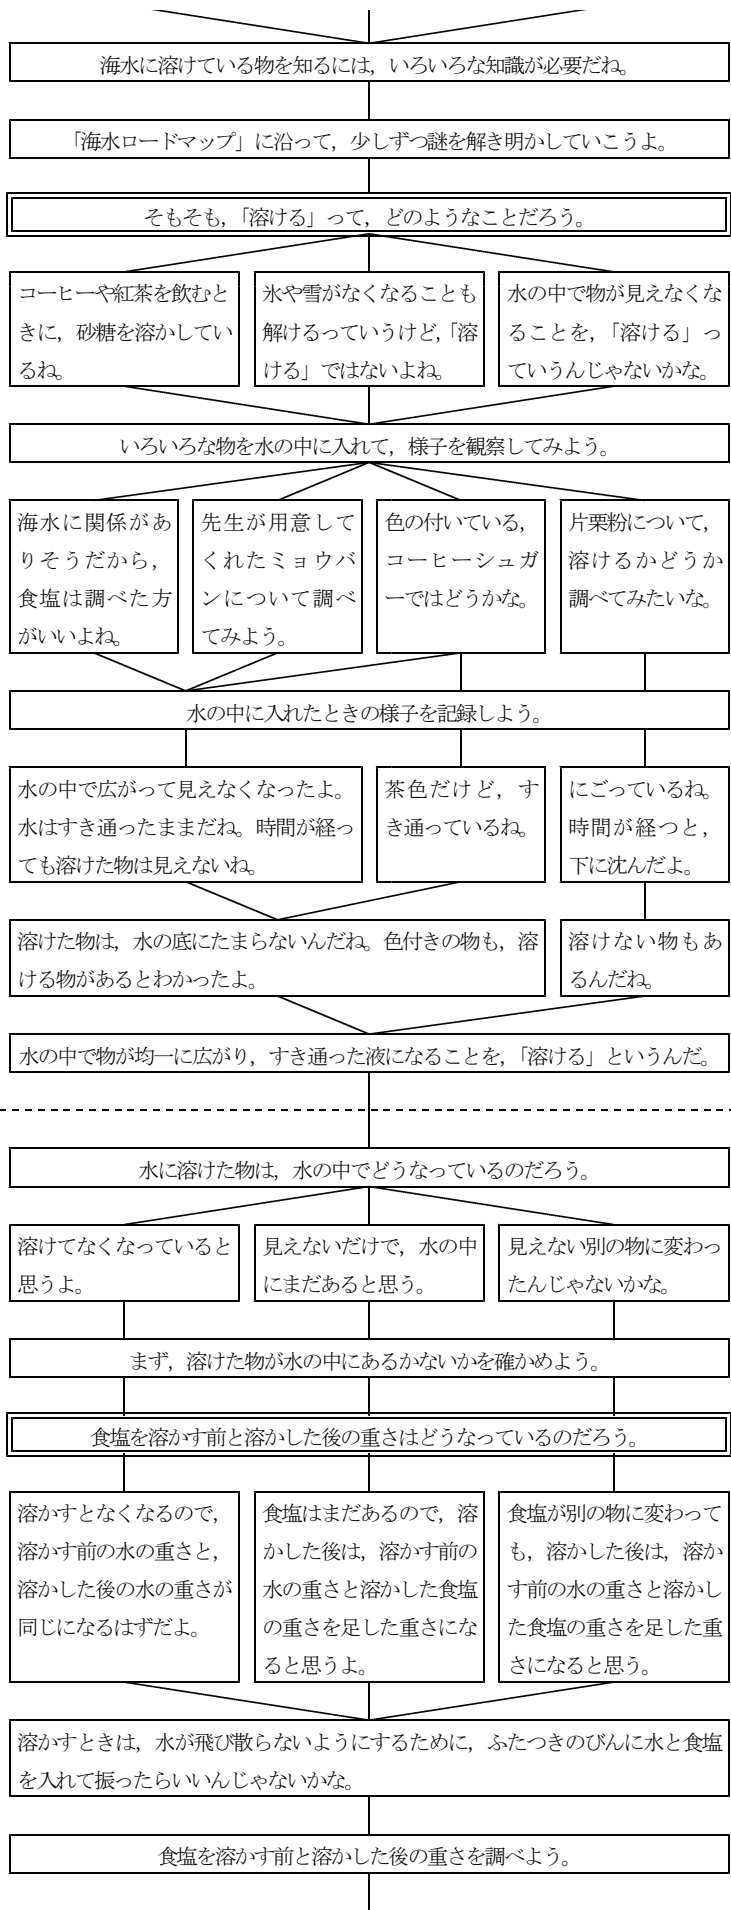 海水に溶けている物を知るには，いろいろな知識が必要だね。
「海水ロードマップ」に沿って，少しずつ謎を解き明かしていこうよ。
そもそも，「溶ける」って，どのようなことだろう。
コーヒーや紅茶を飲むと
きに，砂糖を溶かしてい
るね。
氷や雪がなくなることも
解けるっていうけど，「溶
ける」ではないよね。
水の中で物が見えなくな
ることを，「溶ける」っ
ていうんじゃないかな。
いろいろな物を水の中に入れて，様子を観察してみよう。
海水に関係があ
りそうだから，
食塩は調べた方
がいいよね。
先生が用意して
くれたミョウバ
ンについて調べ
てみよう。
色の付いている，
コーヒーシュガ
ーではどうかな。
片栗粉について，
溶けるかどうか
調べてみたいな。
水の中に入れたときの様子を記録しよう。
水の中で広がって見えなくなったよ。
水はすき通ったままだね。時間が経っ
ても溶けた物は見えないね。
茶色だけど，す
き通っているね。
にごっているね。
時間が経つと，
下に沈んだよ。
溶けた物は，水の底にたまらないんだね。色付きの物も，溶
ける物があるとわかったよ。
溶けない物もあ
るんだね。
水の中で物が均一に広がり，すき通った液になることを，「溶ける」というんだ。
水に溶けた物は，水の中でどうなっているのだろう。
溶けてなくなっていると
思うよ。
見えないだけで，水の中
にまだあると思う。
見えない別の物に変わっ
たんじゃないかな。
まず，溶けた物が水の中にあるかないかを確かめよう。
食塩を溶かす前と溶かした後の重さはどうなっているのだろう。
溶かすとなくなるので，
溶かす前の水の重さと，
溶かした後の水の重さが
同じになるはずだよ。
食塩はまだあるので，溶
かした後は，溶かす前の
水の重さと溶かした食塩
の重さを足した重さにな
ると思うよ。
食塩が別の物に変わって
も，溶かした後は，溶か
す前の水の重さと溶かし
た食塩の重さを足した重
さになると思う。
溶かすときは，水が飛び散らないようにするために，ふたつきのびんに水と食塩
を入れて振ったらいいんじゃないかな。
食塩を溶かす前と溶かした後の重さを調べよう。